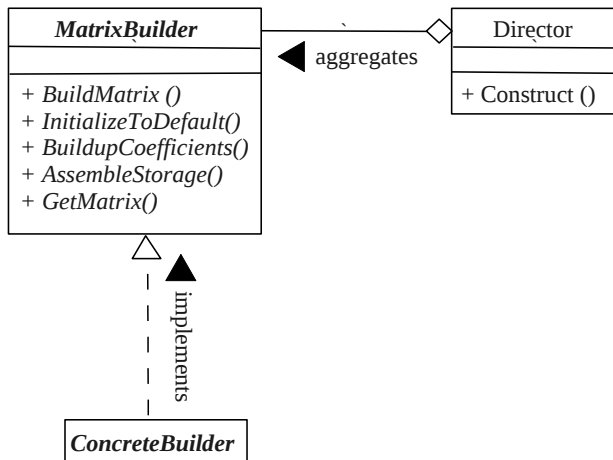 MatrixBuilder
+ BuildMatrix ()
+ InitializeToDefault()
+ BuildupCoefficients()
+ AssembleStorage()
+ GetMatrix()
aggregates
Director
+ Construct ()
implements
ConcreteBuilder